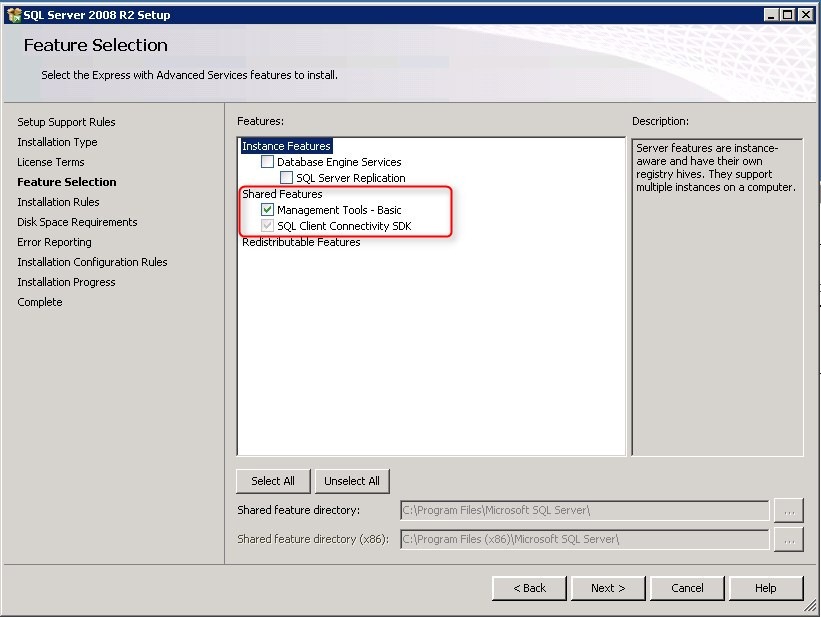 SQL Server 2008 R2 Setup
Feature Selection
Select the Express with Advanced Services features to install.
Setup Support Rules
Installation Type
License Terms
Feature Selection
Installation Rules
Disk Space Requirements
Error Reporting
Installation Configuration Rules
Installation Progress
Complete
Features:
Instance Features
Database Engine Services
SQL Server Replication
Shared Features
Management Tools - Basic
SQL Client Connectivity SDK
Redistributable Features
Description:
Server features are instance-
aware and have their own
registry hives. They support
multiple instances on a computer.
Select All
Unselect All
Shared feature directory:
C:\Program Files\Microsoft SQL Server\
...
Shared feature directory (x86):
C:\Program Files (x86)\Microsoft SQL Server\
...
< Back
Next >
Cancel
Help